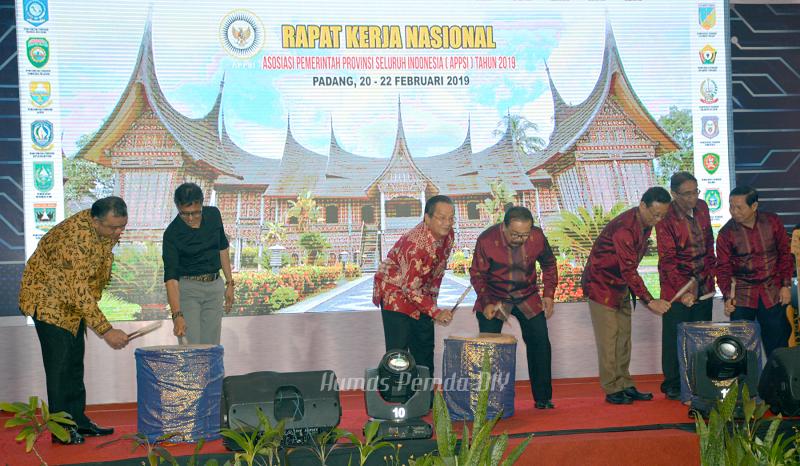 RAPAT KERJA NASIONAL
ASOSIASI PEMERINTAH PROVINSI SELURUH INDONESIA ( APPSI ) TAHUN 2019
PADANG, 20 - 22 FEBRUARI 2019
APPSI
Humas Pemda DIY
10